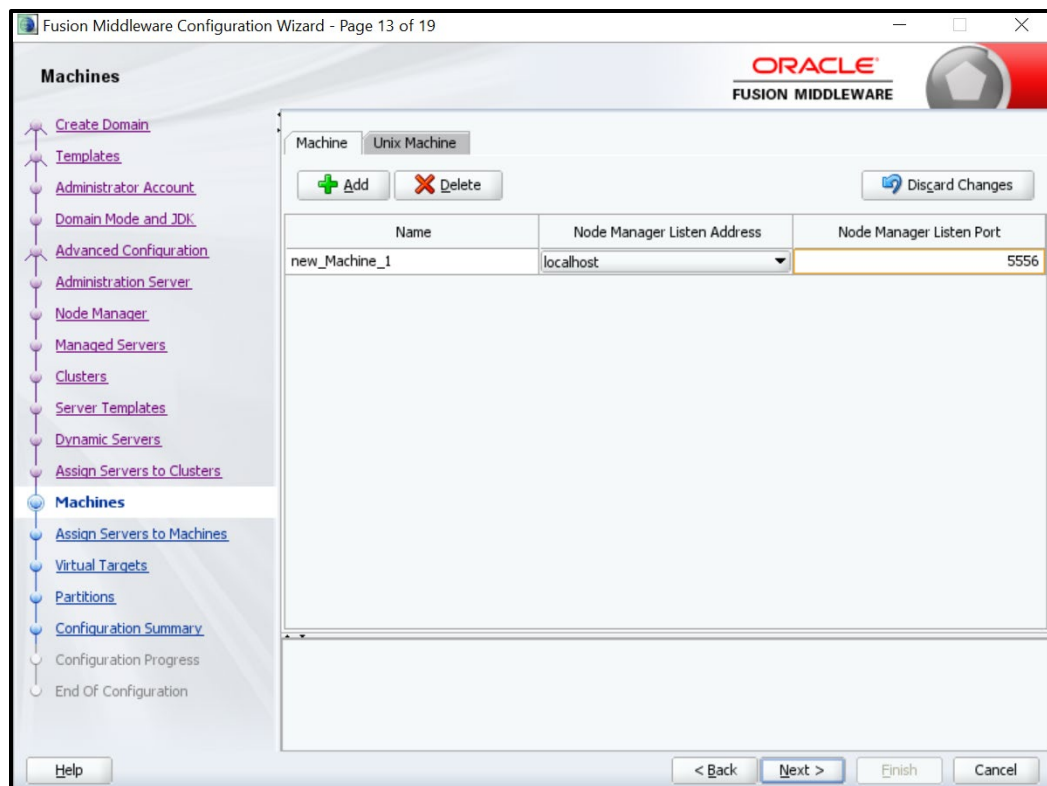 Fusion Middleware Configuration Wizard - Page 13 of 19
Machines
ORACLE
FUSION MIDDLEWARE
Create Domain
Templates
Administrator Account
Domain Mode and JDK
Advanced Configuration
Administration Server
Node Manager
Managed Servers
Clusters
Server Templates
Dynamic Servers
Assign Servers to Clusters
Machines
Assign Servers to Machines
Virtual Targets
Partitions
Configuration Summary
Configuration Progress
End Of Configuration
Machine Unix Machine
Add Delete Discard Changes
Name Node Manager Listen Address Node Manager Listen Port
new_Machine_1 localhost 5556
Help < Back Next > Finish Cancel